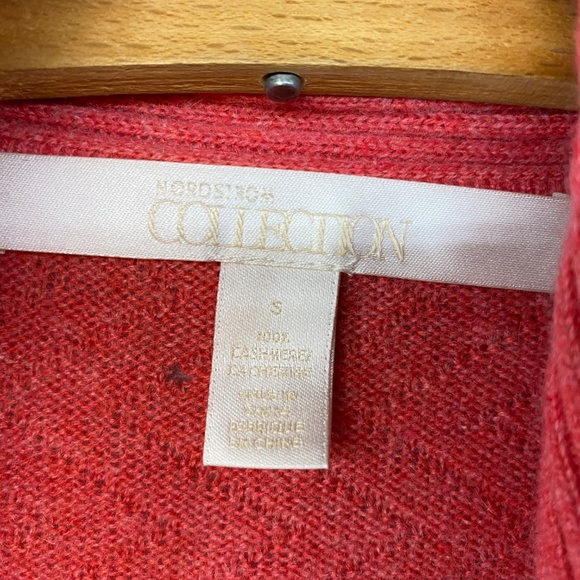 NORDSTROM
COLLECTION
S
100%
CASHMERE/
CACHEMIRE
MADE IN
CHINA
FABRIQUÉ
EN CHINE